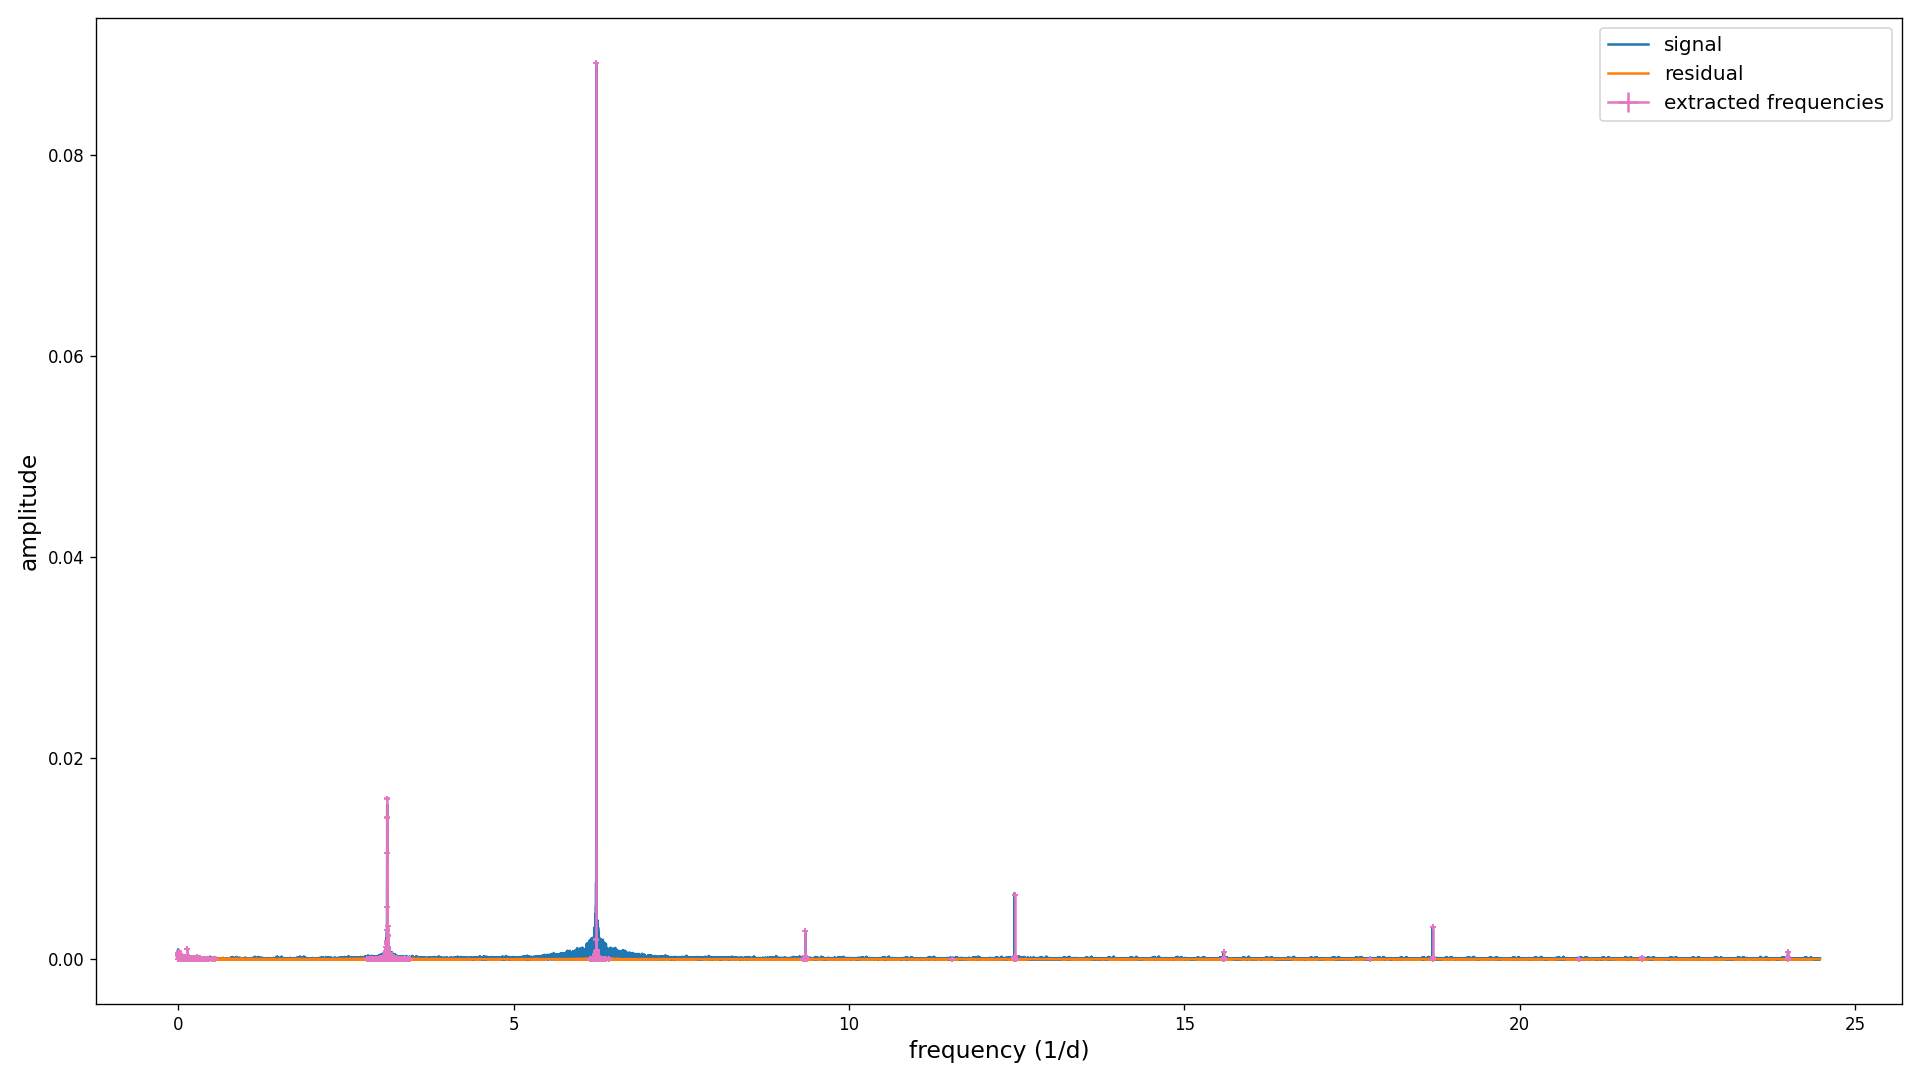 signal
residual
extracted frequencies
amplitude
0.08
0.06
0.04
0.02
0.00
0
5
10
15
20
25
frequency (1/d)